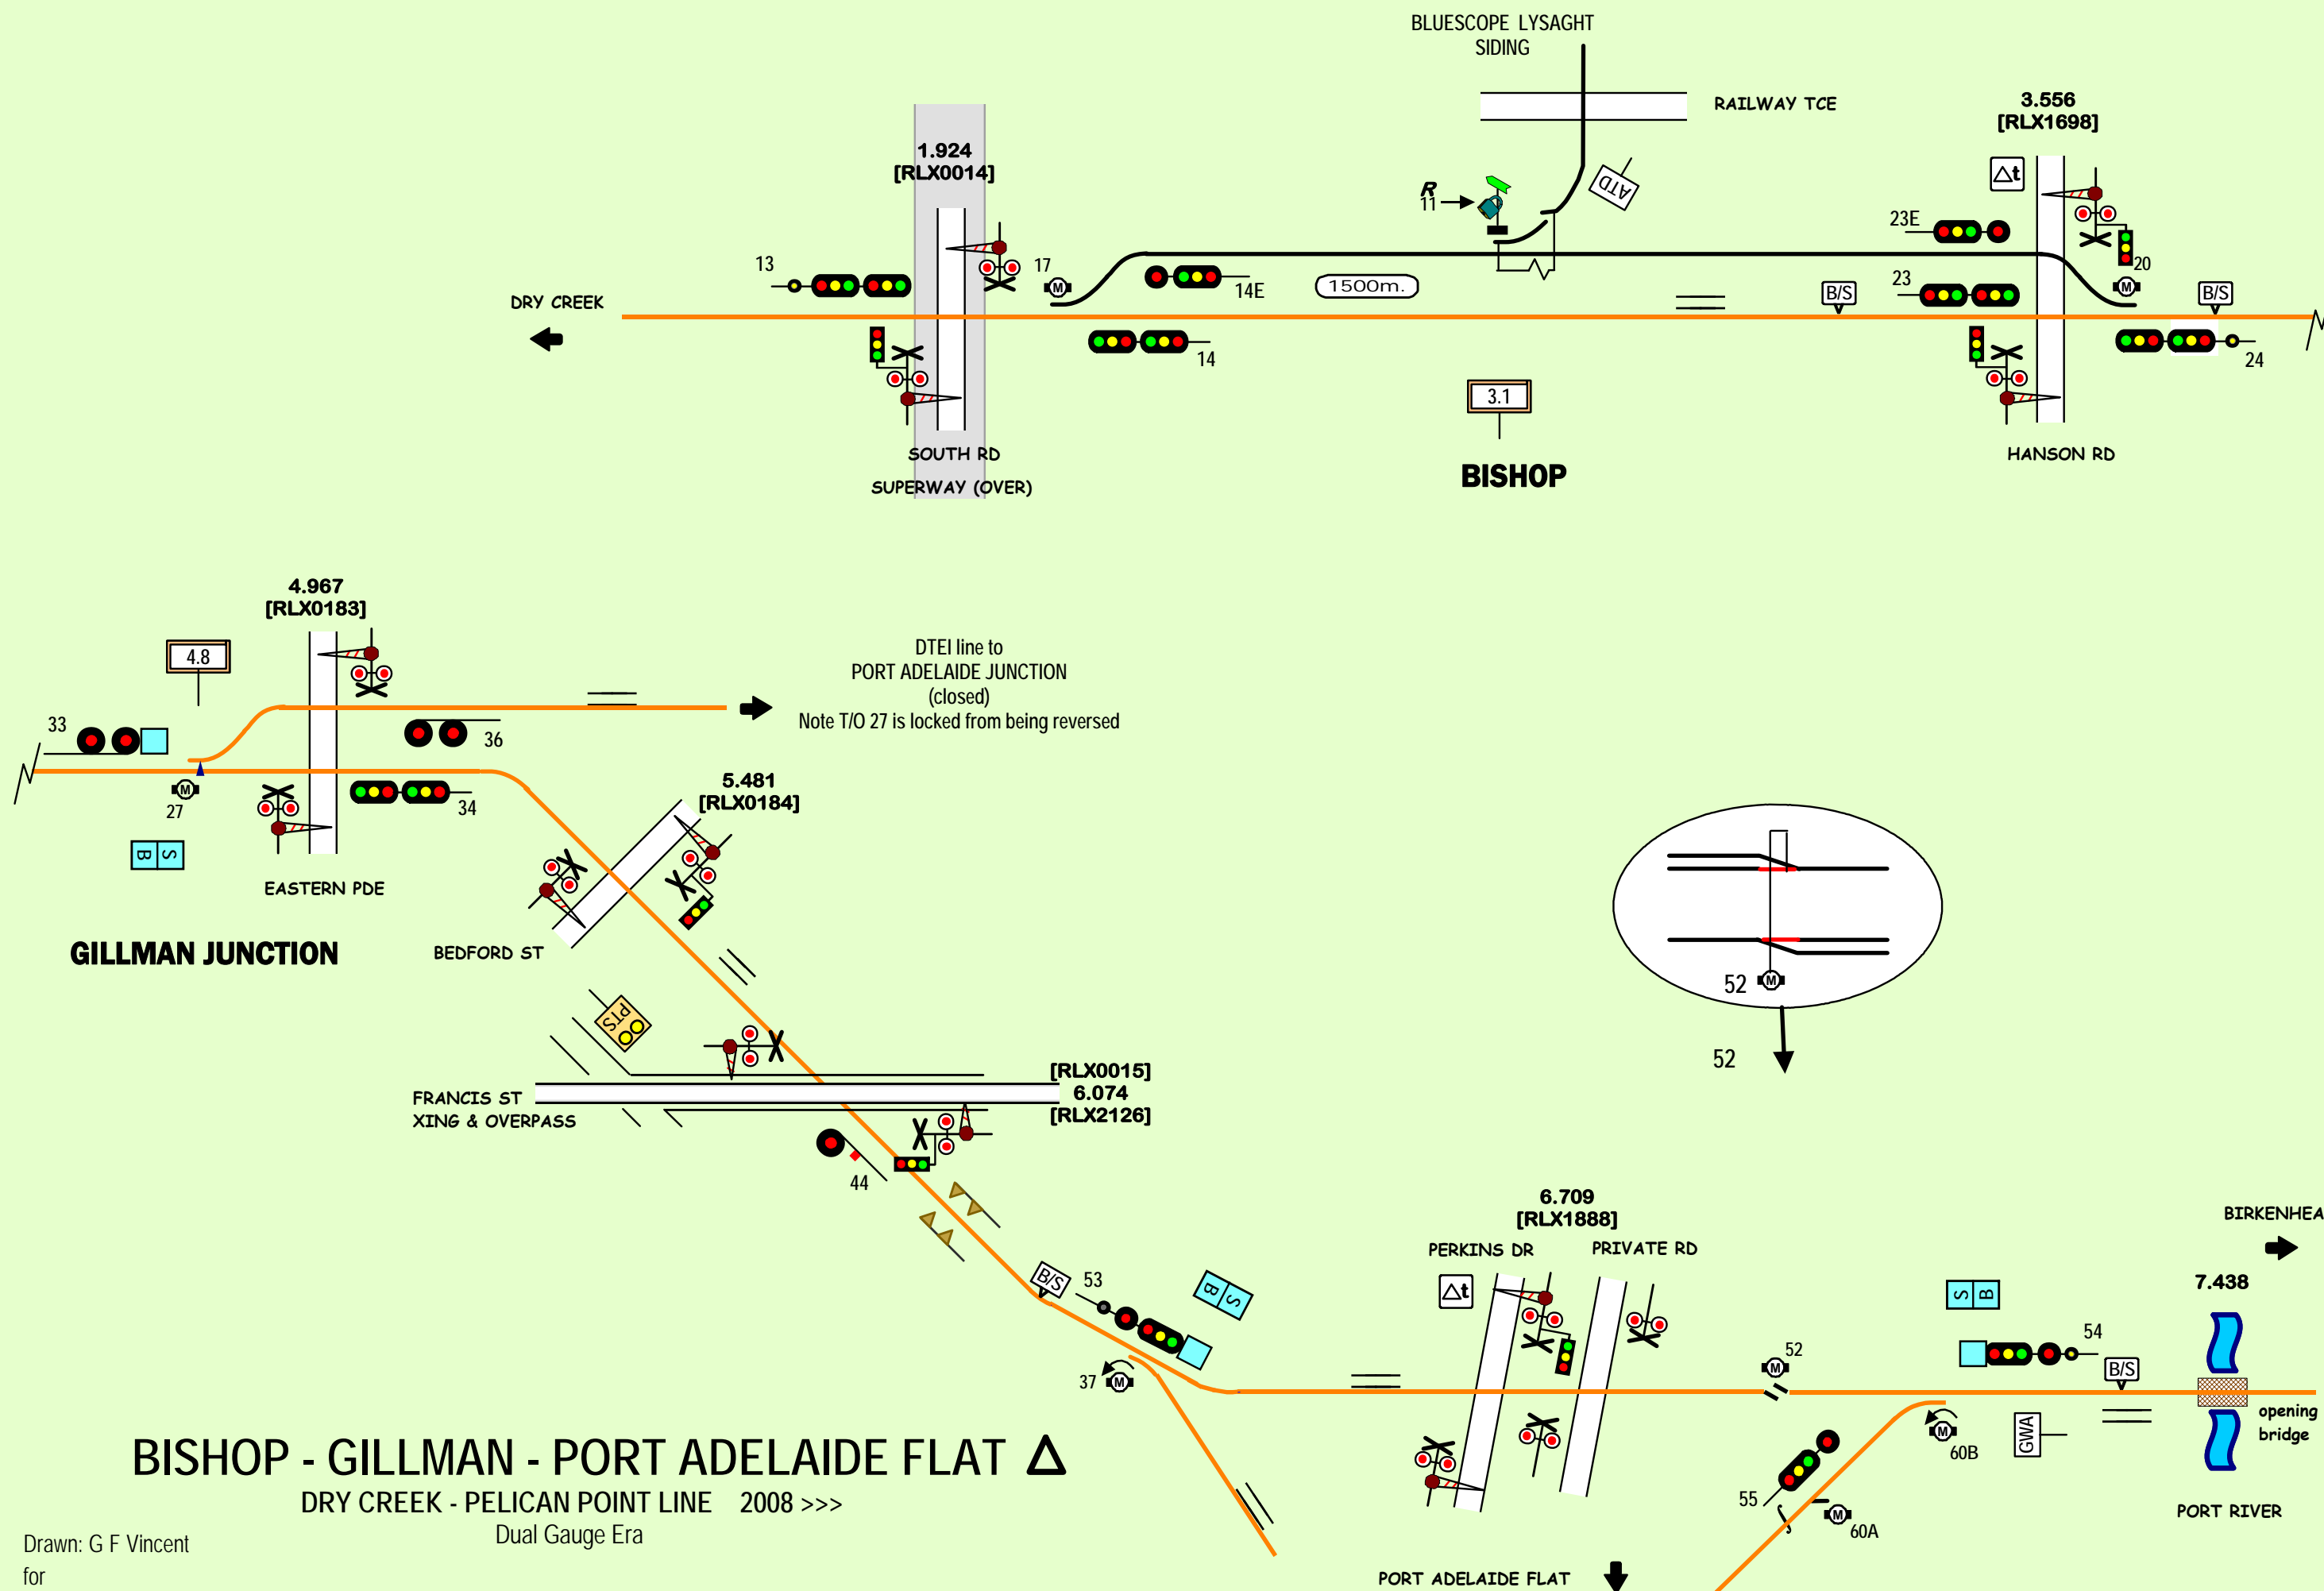 BLUESCOPE LYSAGHT
SIDING
RAILWAY TCE
3.556
[RLX1698]
1.924
[RLX0014]
Δt
ATD
R
11
23E
20
13
17
M
14E
1500m.
B/S
23
M
B/S
DRY CREEK
14
24
3.1
SOUTH RD
SUPERWAY (OVER)
BISHOP
HANSON RD
4.967
[RLX0183]
4.8
DTEI line to
PORT ADELAIDE JUNCTION
(closed)
Note T/O 27 is locked from being reversed
33
36
M
27
34
5.481
[RLX0184]
B S
EASTERN PDE
GILLMAN JUNCTION
BEDFORD ST
52 M
52
PTS
FRANCIS ST
XING & OVERPASS
[RLX0015]
6.074
[RLX2126]
44
6.709
[RLX1888]
PERKINS DR
PRIVATE RD
BIRKENHEA
7.438
B/S
53
B S
Δt
S B
54
52
M
B/S
37 M
opening
bridge
GWA
M
60B
55
M
60A
PORT RIVER
BISHOP - GILLMAN - PORT ADELAIDE FLAT Δ
DRY CREEK - PELICAN POINT LINE 2008 >>>
Dual Gauge Era
Drawn: G F Vincent
for
PORT ADELAIDE FLAT